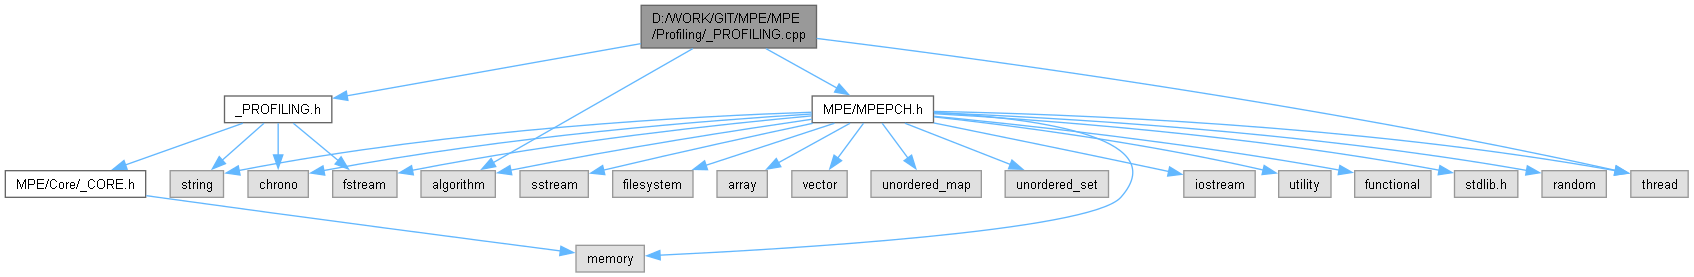 D:/WORK/GIT/MPE/MPE
/Profiling/_PROFILING.cpp
_PROFILING.h
MPE/MPEPCH.h
MPE/Core/_CORE.h
string
chrono
fstream
algorithm
sstream
filesystem
array
vector
unordered_map
unordered_set
iostream
utility
functional
stdlib.h
random
thread
memory